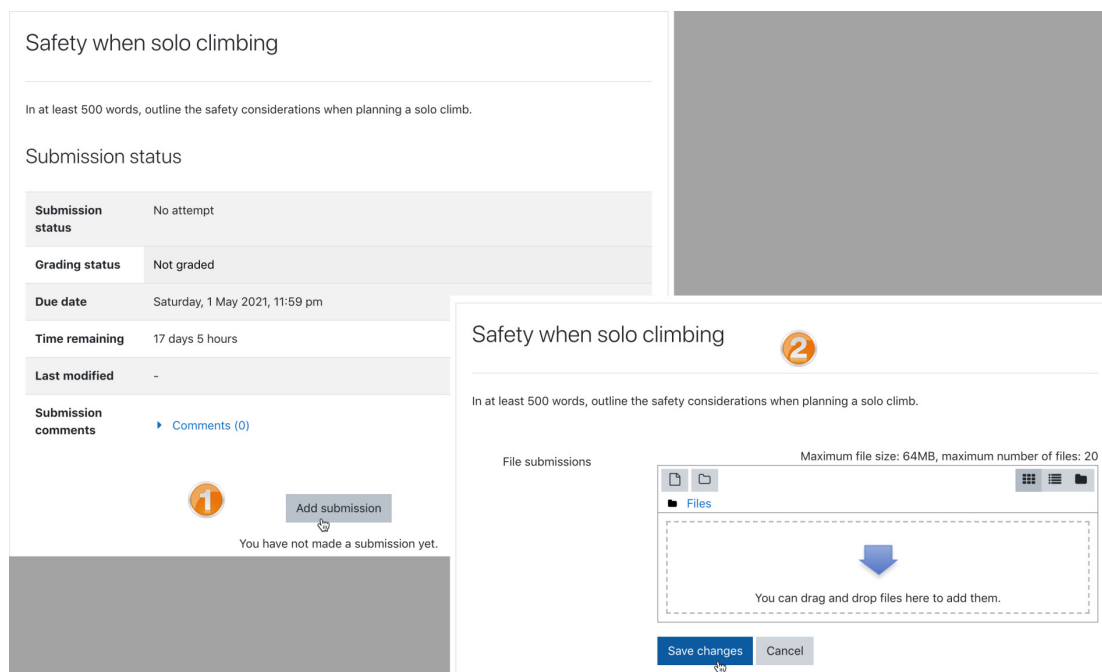 Safety when solo climbing
In at least 500 words, outline the safety considerations when planning a solo climb.
Submission status
Submission status No attempt
Grading status Not graded
Due date Saturday, 1 May 2021, 11:59 pm
Time remaining 17 days 5 hours
Last modified -
Submission comments Comments (0)
1
Add submission
You have not made a submission yet.
Safety when solo climbing
2
In at least 500 words, outline the safety considerations when planning a solo climb.
File submissions
Maximum file size: 64MB, maximum number of files: 20
Files
You can drag and drop files here to add them.
Save changes Cancel